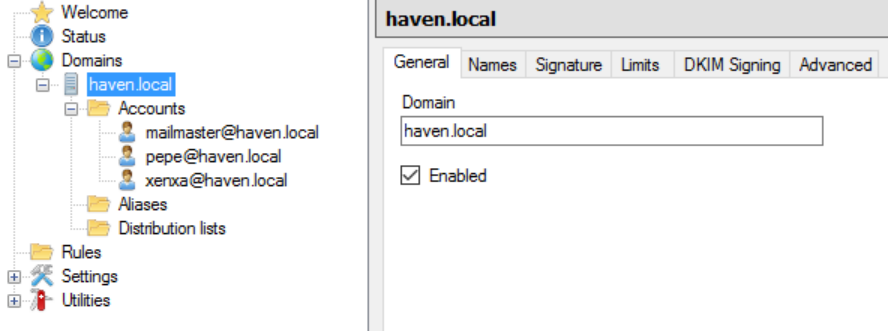 Welcome
Status
Domains
haven.local
Accounts
mailmaster@haven.local
pepe@haven.local
xenxa@haven.local
Aliases
Distribution lists
Rules
Settings
Utilities
haven.local
General Names Signature Limits DKIM Signing Advanced
Domain
haven.local
Enabled